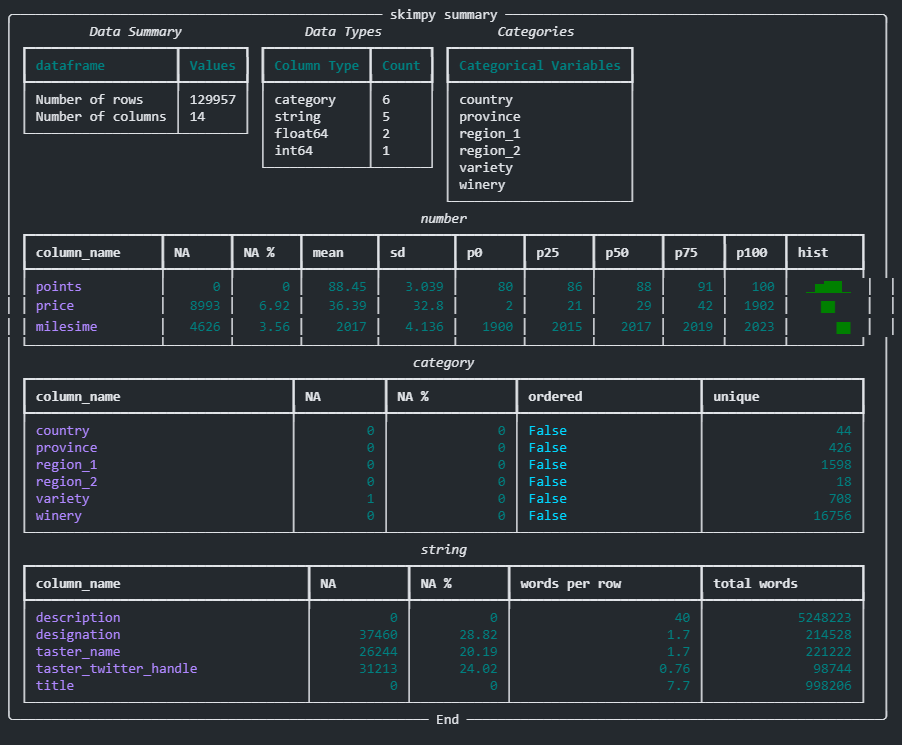 skimpy summary
Data Summary Data Types Categories
dataframe Values Column Type Count Categorical Variables
Number of rows 129957 category 6 country
Number of columns 14 string 5 province
float64 2 region_1
int64 1 region_2
variety
winery
number
column_name NA NA % mean sd p0 p25 p50 p75 p100 hist
points 0 0 88.45 3.039 80 86 88 91 100
price 8993 6.92 36.39 32.8 2 21 29 42 1902
milesime 4626 3.56 2017 4.136 1900 2015 2017 2019 2023
category
column_name NA NA % ordered unique
country 0 0 False 44
province 0 0 False 426
region_1 0 0 False 1598
region_2 0 0 False 18
variety 1 0 False 708
winery 0 0 False 16756
string
column_name NA NA % words per row total words
description 0 0 40 5248223
designation 37460 28.82 1.7 214528
taster_name 26244 20.19 1.7 221222
taster_twitter_handle 31213 24.02 0.76 98744
title 0 0 7.7 998206
End